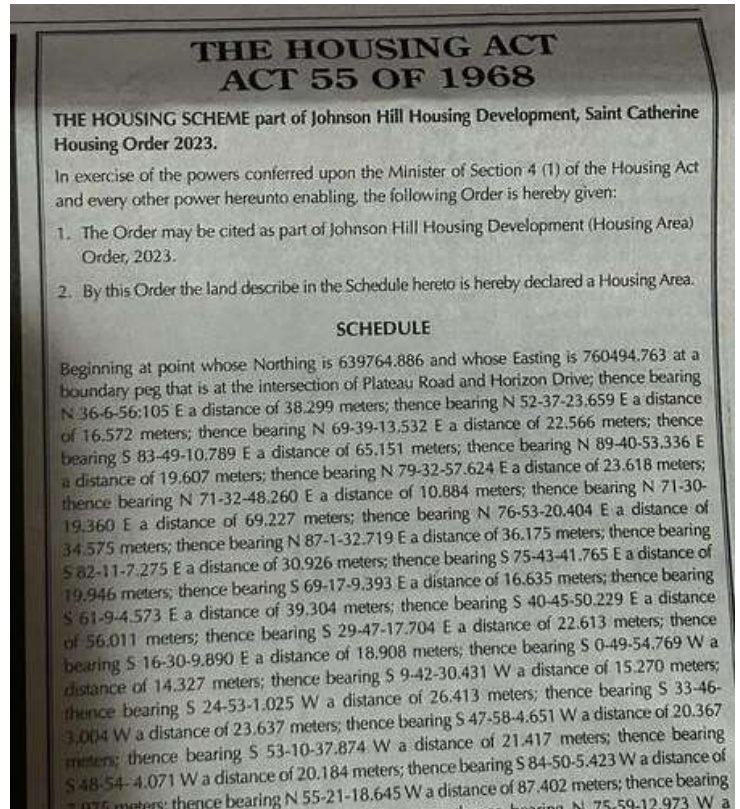 THE HOUSING ACT
ACT 55 OF 1968
THE HOUSING SCHEME part of Johnson Hill Housing Development, Saint Catherine
Housing Order 2023.
In exercise of the powers conferred upon the Minister of Section 4 (1) of the Housing Act
and every other power hereunto enabling, the following Order is hereby given:
1. The Order may be cited as part of Johnson Hill Housing Development (Housing Area)
Order, 2023.
2. By this Order the land describe in the Schedule hereto is hereby declared a Housing Area.
SCHEDULE
Beginning at point whose Northing is 639764.886 and whose Easting is 760494.763 at a
boundary peg that is at the intersection of Plateau Road and Horizon Drive; thence bearing
N 36-6-56:105 E a distance of 38.299 meters; thence bearing N 52-37-23.659 E a distance
of 16.572 meters; thence bearing N 69-39-13.532 E a distance of 22.566 meters; thence
bearing S 83-49-10.789 E a distance of 65.151 meters; thence bearing N 89-40-53.336 E
a distance of 19.607 meters; thence bearing N 79-32-57.624 E a distance of 23.618 meters;
thence bearing N 71-32-48.260 E a distance of 10.884 meters; thence bearing N 71-30-
19.360 E a distance of 69.227 meters; thence bearing N 76-53-20.404 E a distance of
34.575 meters; thence bearing N 87-1-32.719 E a distance of 36.175 meters; thence bearing
S 82-11-7.275 E a distance of 30.926 meters; thence bearing S 75-43-41.765 E a distance of
19.946 meters; thence bearing S 69-17-9.393 E a distance of 16.635 meters; thence bearing
S 61-9-4.573 E a distance of 39.304 meters; thence bearing S 40-45-50.229 E a distance
of 56.011 meters; thence bearing S 29-47-17.704 E a distance of 22.613 meters; thence
bearing S 16-30-9.890 E a distance of 18.908 meters; thence bearing S 0-49-54.769 W a
distance of 14.327 meters; thence bearing S 9-42-30.431 W a distance of 15.270 meters;
thence bearing S 24-53-1.025 W a distance of 26.413 meters; thence bearing S 33-46-
3.004 W a distance of 23.637 meters; thence bearing S 47-58-4.651 W a distance of 20.367
meters; thence bearing S 53-10-37.874 W a distance of 21.417 meters; thence bearing
S 48-54- 4.071 W a distance of 20.184 meters; thence bearing S 84-50-5.423 W a distance of
meters; thence bearing N 55-21-18.645 W a distance of 87.402 meters; thence bearing
bearing N 75-59-12.973 W a